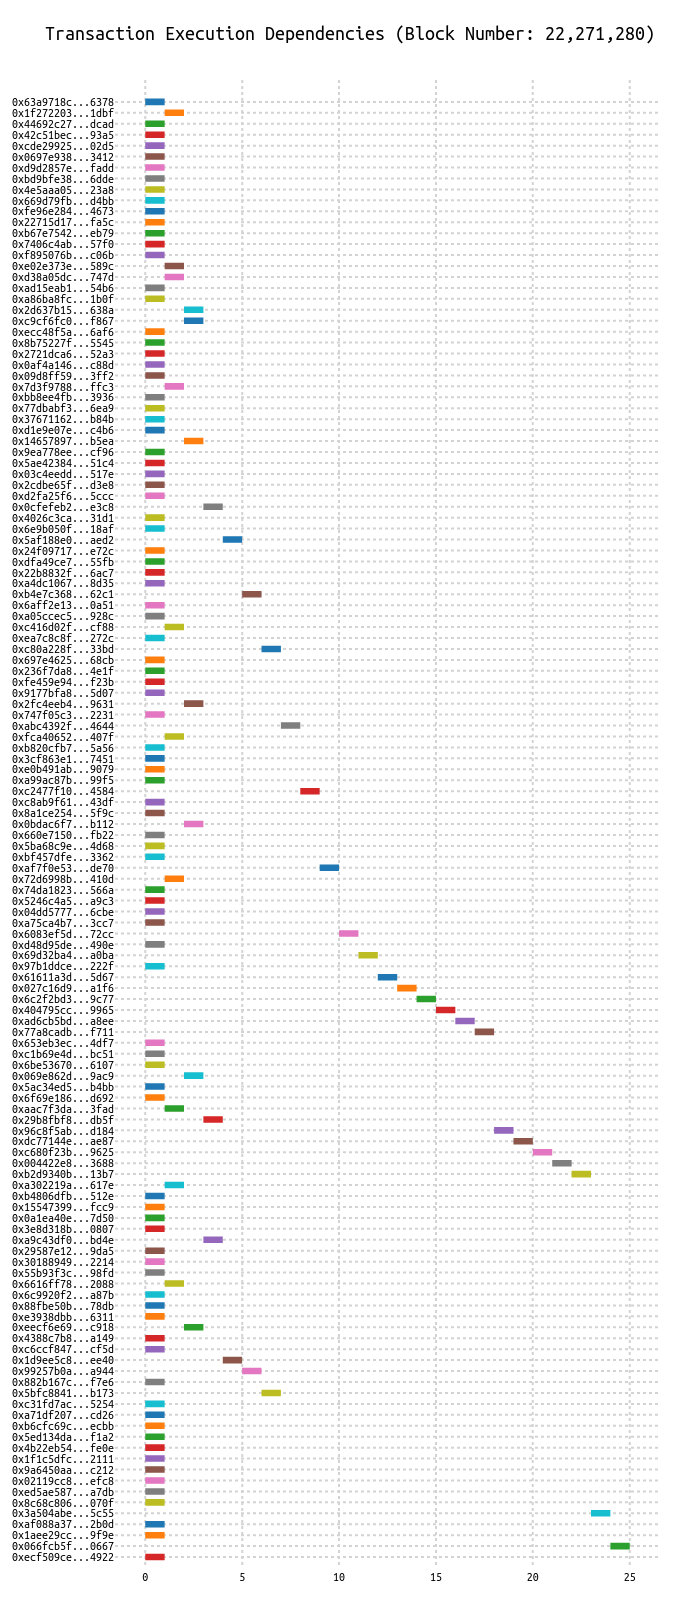 Transaction Execution Dependencies (Block Number: 22,271,280)
0x63a9718c...6378
0x1f272203...1dbf
0x44692c27...dcad
0x42c51bec...93a5
0xcde29925...02d5
0x0697e938...3412
0xd9d2857e...fadd
0xbd9bfe38...6dde
0x4e5aaa05...23a8
0x669d79fb...d4bb
0xfe96e284...4673
0x22715d17...fa5c
0xb67e7542...eb79
0x7406c4ab...57f0
0xf895076b...c06b
0xe02e373e...589c
0xd38a05dc...747d
0xad15eab1...54b6
0xa86ba8fc...1b0f
0x2d637b15...638a
0xc9cf6fc0...f867
0xecc48f5a...6af6
0x8b75227f...5545
0x2721dca6...52a3
0x0af4a146...c88d
0x09d8ff59...3ff2
0x7d3f9788...ffc3
0xbb8ee4fb...3936
0x77dbabf3...6ea9
0x37671162...b84b
0xd1e9e07e...c4b6
0x14657897...b5ea
0x9ea778ee...cf96
0x5ae42384...51c4
0x03c4eedd...517e
0x2cdbe65f...d3e8
0xd2fa25f6...5ccc
0x0cfefeb2...e3c8
0x4026c3ca...31d1
0x6e9b050f...18af
0x5af188e0...aed2
0x24f09717...e72c
0xdfa49ce7...55fb
0x22b8832f...6ac7
0xa4dc1067...8d35
0xb4e7c368...62c1
0x6aff2e13...0a51
0xa05ccec5...928c
0xc416d02f...cf88
0xea7c8c8f...272c
0xc80a228f...33bd
0x697e4625...68cb
0x236f7da8...4e1f
0xfe459e94...f23b
0x9177bfa8...5d07
0x2fc4eeb4...9631
0x747f05c3...2231
0xabc4392f...4644
0xfca40652...407f
0xb820cfb7...5a56
0x3cf863e1...7451
0xe0b491ab...9079
0xa99ac87b...99f5
0xc2477f10...4584
0xc8ab9f61...43df
0x8a1ce254...5f9c
0x0bdac6f7...b112
0x660e7150...fb22
0x5ba68c9e...4d68
0xbf457dfe...3362
0xaf7f0e53...de70
0x72d6998b...410d
0x74da1823...566a
0x5246c4a5...a9c3
0x04dd5777...6cbe
0xa75ca4b7...3cc7
0x6083ef5d...72cc
0xd48d95de...490e
0x69d32ba4...a0ba
0x97b1ddce...222f
0x61611a3d...5d67
0x027c16d9...a1f6
0x6c2f2bd3...9c77
0x404795cc...9965
0xad6cb5bd...a8ee
0x77a8cadb...f711
0x653eb3ec...4df7
0xc1b69e4d...bc51
0x6be53670...6107
0x069e862d...9ac9
0x5ac34ed5...b4bb
0x6f69e186...d692
0xaac7f3da...3fad
0x29b8fbf8...db5f
0x96c8f5ab...d184
0xdc77144e...ae87
0xc680f23b...9625
0x004422e8...3688
0xb2d9340b...13b7
0xa302219a...617e
0xb4806dfb...512e
0x15547399...fcc9
0x0a1ea40e...7d50
0x3e8d318b...0807
0xa9c43df0...bd4e
0x29587e12...9da5
0x30188949...2214
0x55b93f3c...98fd
0x6616ff78...2088
0x6c9920f2...a87b
0x88fbe50b...78db
0xe3938dbb...6311
0xeecf6e69...c918
0x4388c7b8...a149
0xc6ccf847...cf5d
0x1d9ee5c8...ee40
0x99257b0a...a944
0x882b167c...f7e6
0x5bfc8841...b173
0xc31fd7ac...5254
0xa71df207...cd26
0xb6cfc69c...ecbb
0x5ed134da...f1a2
0x4b22eb54...fe0e
0x1f1c5dfc...2111
0x9a6450aa...c212
0x02119cc8...efc8
0xed5ae587...a7db
0x8c68c806...070f
0x3a504abe...5c55
0xaf088a37...2b0d
0x1aee29cc...9f9e
0x066fcb5f...0667
0xecf509ce...4922
0 5 10 15 20 25